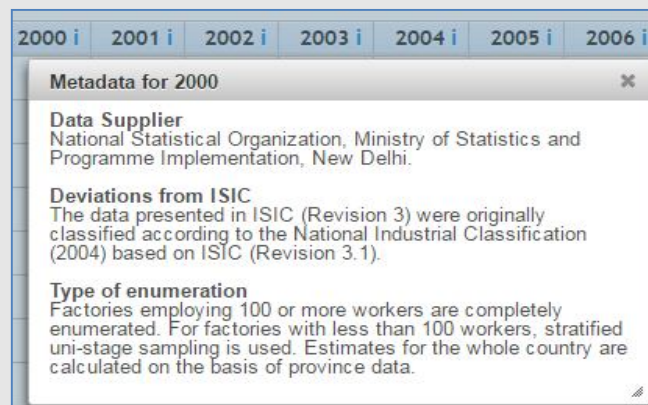 2000 i 2001 i 2002 i 2003 i 2004 i 2005 i 2006 i
Metadata for 2000
Data Supplier
National Statistical Organization, Ministry of Statistics and
Programme Implementation, New Delhi.
Deviations from ISIC
The data presented in ISIC (Revision 3) were originally
classified according to the National Industrial Classification
(2004) based on ISIC (Revision 3.1).
Type of enumeration
Factories employing 100 or more workers are completely
enumerated. For factories with less than 100 workers, stratified
uni-stage sampling is used. Estimates for the whole country are
calculated on the basis of province data.